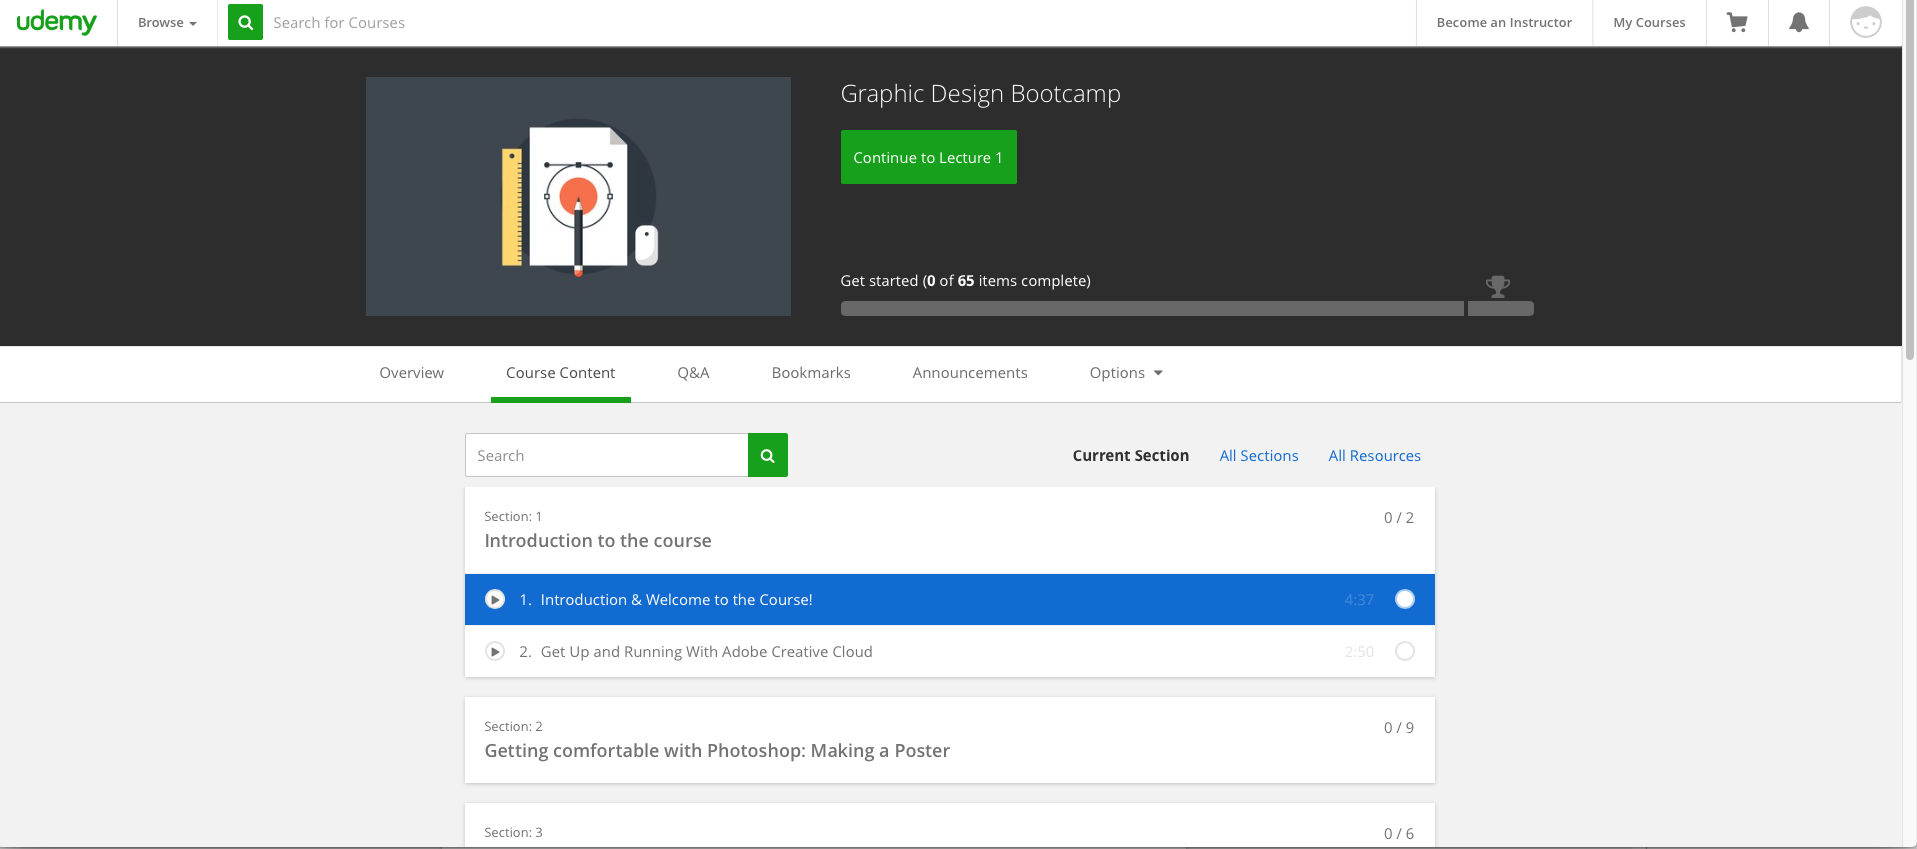 udemy
Browse
Search for Courses
Become an Instructor
My Courses
Graphic Design Bootcamp
Continue to Lecture 1
Get started (0 of 65 items complete)
Overview
Course Content
Q&A
Bookmarks
Announcements
Options
Search
Current Section
All Sections
All Resources
Section: 1
0 / 2
Introduction to the course
1. Introduction & Welcome to the Course!
4:37
2. Get Up and Running With Adobe Creative Cloud
2:50
Section: 2
0 / 9
Getting comfortable with Photoshop: Making a Poster
Section: 3
0 / 6